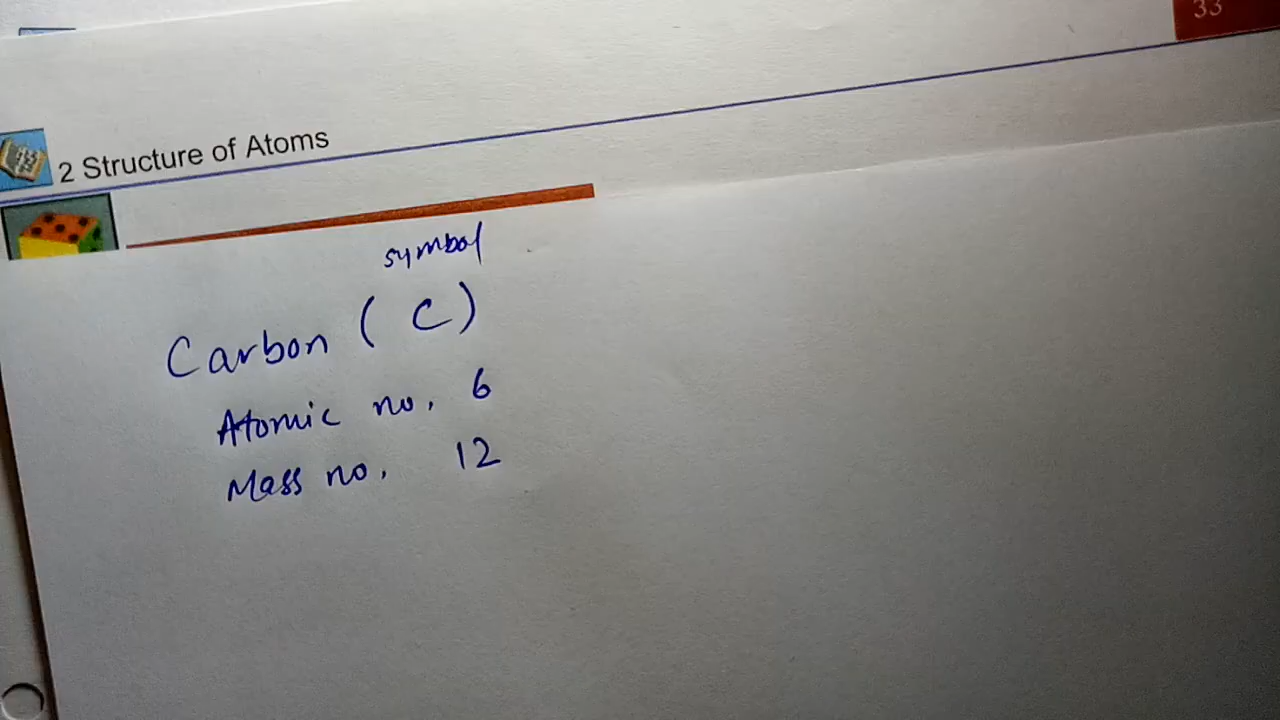 33
2 Structure of Atoms
symbol
Carbon ( C )
Atomic no. 6
Mass no. 12